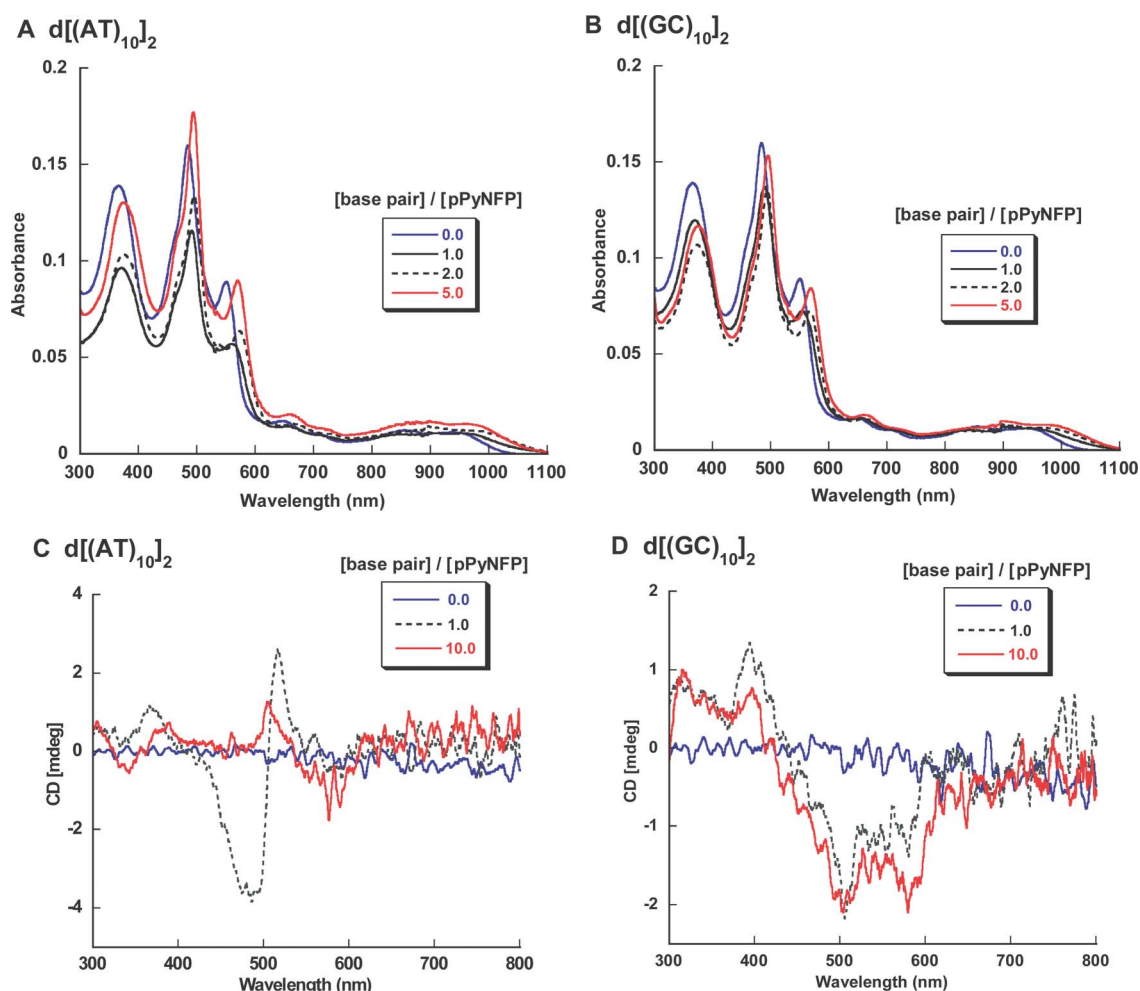 A d[(AT)10]2
0.2
0.15
0.1
0.05
0
Absorbance
[base pair] / [pPyNFP]
0.0
1.0
2.0
5.0
300 400 500 600 700 800 900 1000 1100
Wavelength (nm)
B d[(GC)10]2
0.2
0.15
0.1
0.05
0
Absorbance
[base pair] / [pPyNFP]
0.0
1.0
2.0
5.0
300 400 500 600 700 800 900 1000 1100
Wavelength (nm)
C d[(AT)10]2
[base pair] / [pPyNFP]
0.0
1.0
10.0
4
2
0
-2
-4
CD [mdeg]
300 400 500 600 700 800
Wavelength (nm)
D d[(GC)10]2
[base pair] / [pPyNFP]
0.0
1.0
10.0
2
1
0
-1
-2
CD [mdeg]
300 400 500 600 700 800
Wavelength (nm)